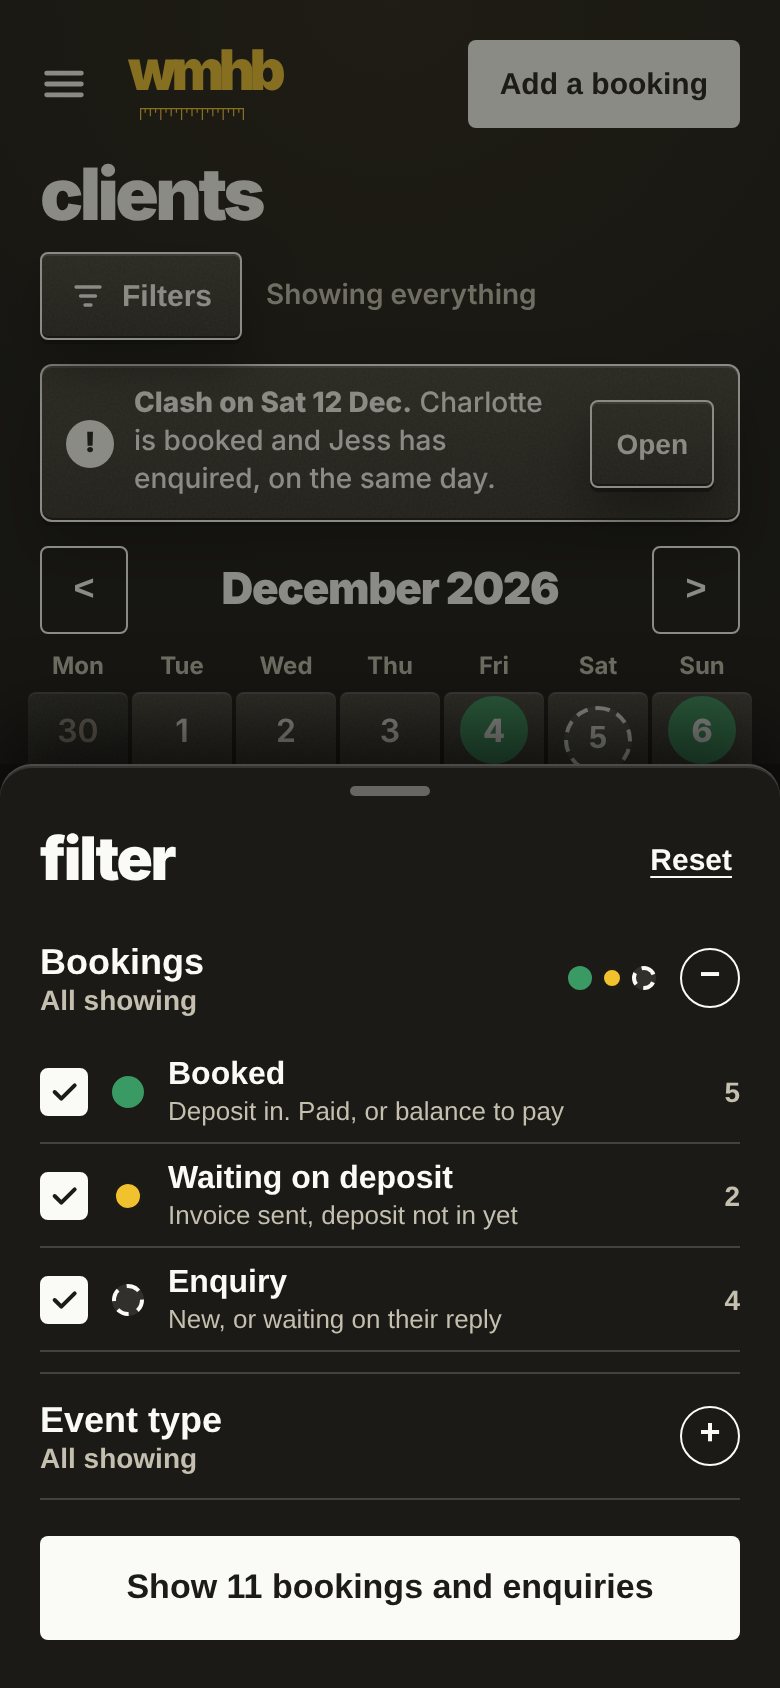 wmhb
Add a booking
clients
Filters
Showing everything
Clash on Sat 12 Dec. Charlotte
is booked and Jess has
enquired, on the same day.
!
Open
<
December 2026
>
Mon Tue Wed Thu Fri Sat Sun
30 1 2 3 4 5 6
filter
Reset
Bookings
All showing
Booked
Deposit in. Paid, or balance to pay
5
Waiting on deposit
Invoice sent, deposit not in yet
2
Enquiry
New, or waiting on their reply
4
Event type
All showing
+
Show 11 bookings and enquiries